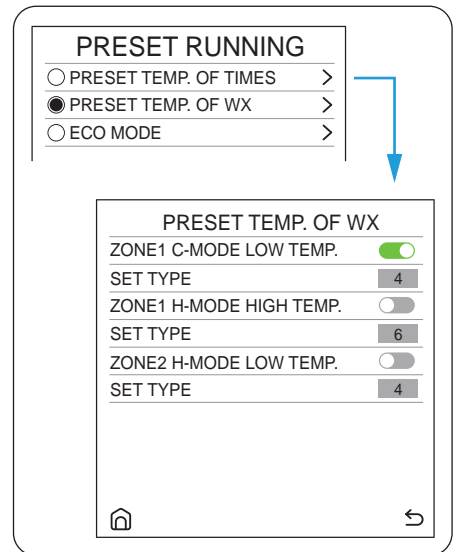 PRESET RUNNING
PRESET TEMP. OF TIMES
PRESET TEMP. OF WX
ECO MODE
PRESET TEMP. OF WX
ZONE1 C-MODE LOW TEMP.
SET TYPE 4
ZONE1 H-MODE HIGH TEMP.
SET TYPE 6
ZONE2 H-MODE LOW TEMP.
SET TYPE 4